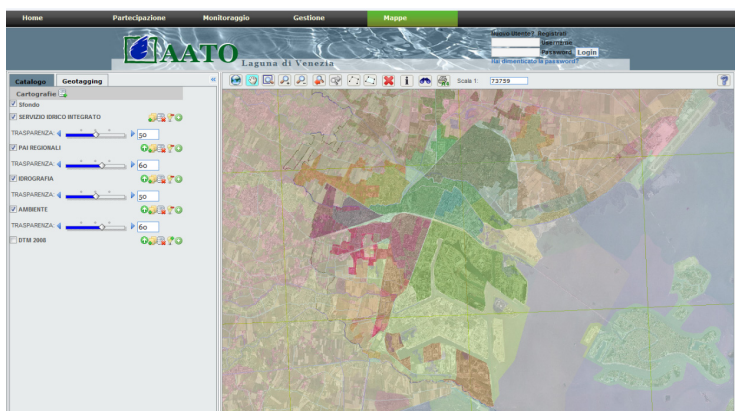 Home Partecipazione Monitoraggio Gestione Mappe
Nuovo Utente? Registrati
Username
Password Login
Hai dimenticato la password?
AATO
Laguna di Venezia
Catalogo Geotagging «
Scala 1: 73759
Cartografie
Sfondo
SERVIZIO IDRICO INTEGRATO
TRASPARENZA: 50
PAI REGIONALI
TRASPARENZA: 60
IDROGRAFIA
TRASPARENZA: 50
AMBIENTE
TRASPARENZA: 60
DTM 2008